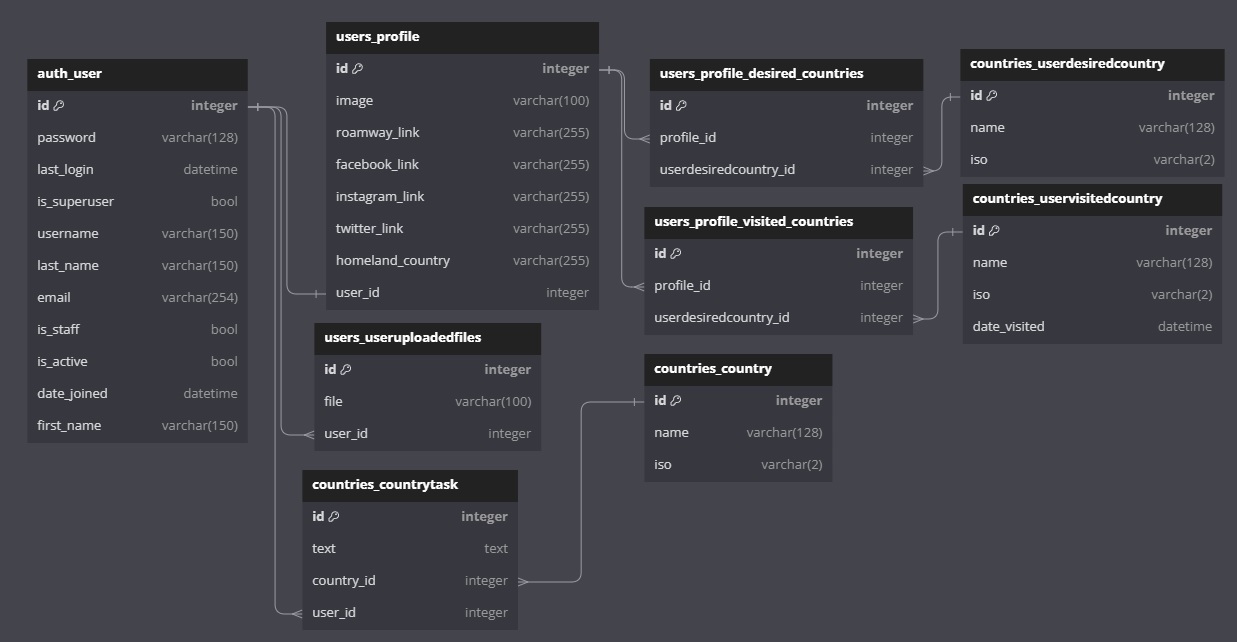 auth_user
id integer
password varchar(128)
last_login datetime
is_superuser bool
username varchar(150)
last_name varchar(150)
email varchar(254)
is_staff bool
is_active bool
date_joined datetime
first_name varchar(150)
users_profile
id integer
image varchar(100)
roamway_link varchar(255)
facebook_link varchar(255)
instagram_link varchar(255)
twitter_link varchar(255)
homeland_country varchar(255)
user_id integer
users_useruploadedfiles
id integer
file varchar(100)
user_id integer
countries_countrytask
id integer
text text
country_id integer
user_id integer
users_profile_desired_countries
id integer
profile_id integer
userdesiredcountry_id integer
users_profile_visited_countries
id integer
profile_id integer
userdesiredcountry_id integer
countries_country
id integer
name varchar(128)
iso varchar(2)
countries_userdesiredcountry
id integer
name varchar(128)
iso varchar(2)
countries_uservisitedcountry
id integer
name varchar(128)
iso varchar(2)
date_visited datetime